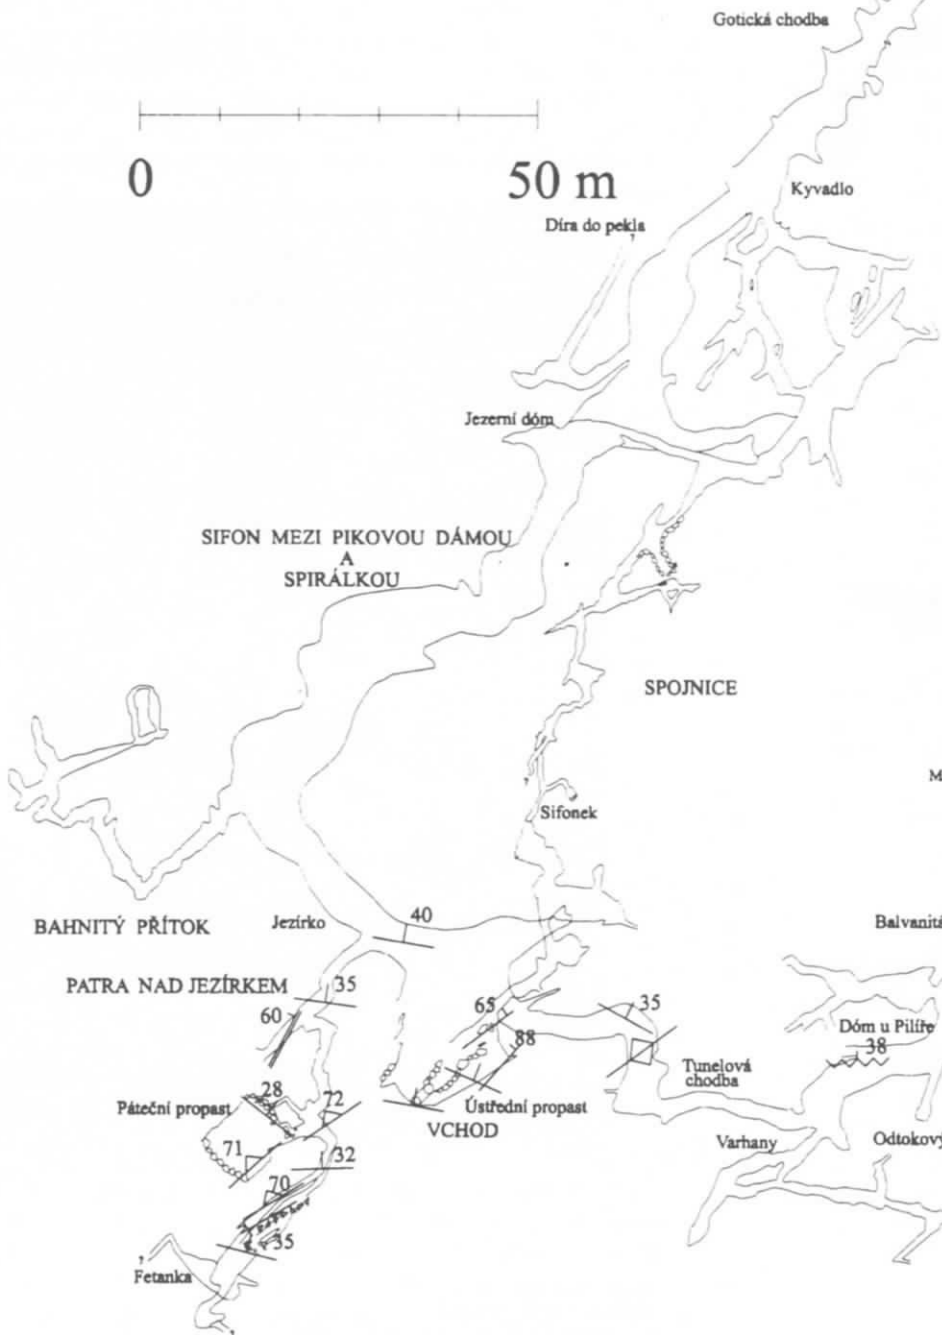 Gotická chodba
0
50 m
Kyvadlo
Díra do pekla
?
Jezerní dóm
SIFON MEZI PIKOVOU DÁMOU
A
SPIRÁLKOU
SPOJNICE
M
?
Sifonek
BAHNITÝ PŘÍTOK
Jezírko
40
Balvanitá
PATRA NAD JEZÍRKEM
35
60
65
35
88
Dóm u Pilíře
38
Tunelová
chodba
28
72
Páteční propast
Ústřední propast
VCHOD
71
32
Varhany
Odtokový
70
35
?
Fetanka
?